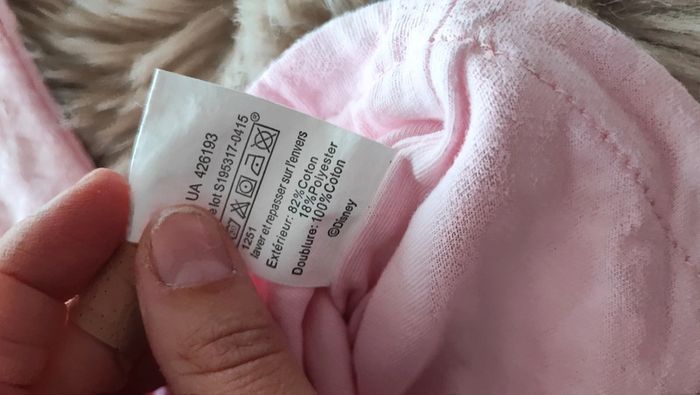 UA 426193
lot.S195317-0415
1251
laver et repasser sur l'envers
Extérieur: 82%Coton
18%Polyester
Doublure: 100%Coton
©Disney